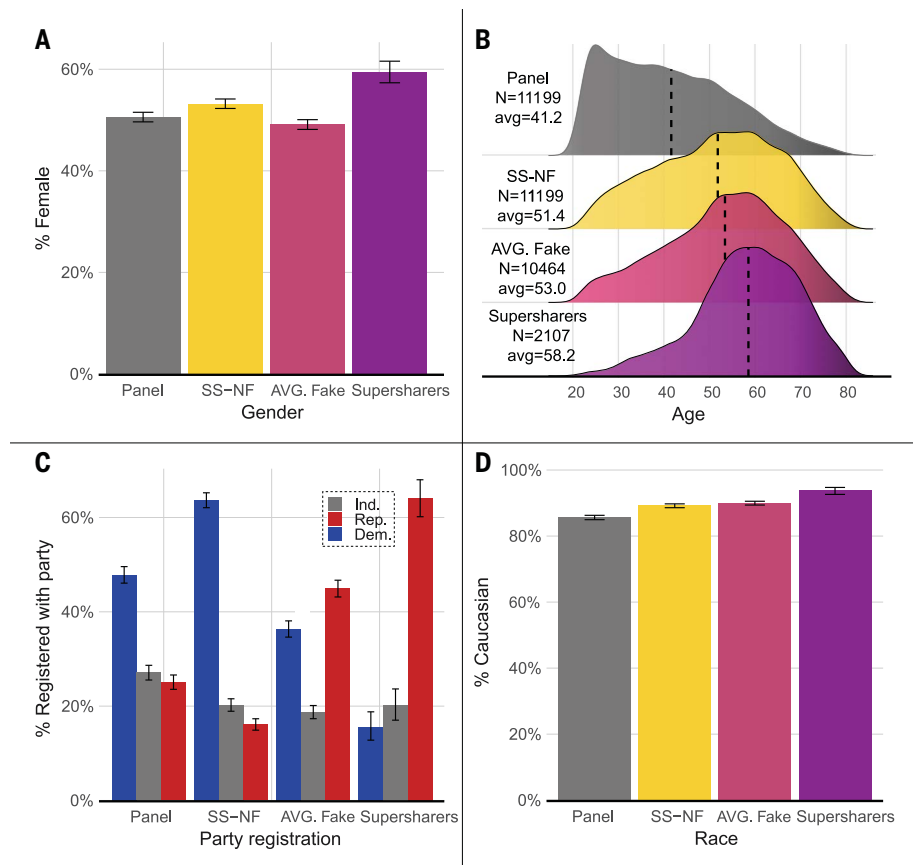 A
60%
40%
20%
0%
% Female
Panel
SS−NF
AVG. Fake
Supersharers
Gender
B
Panel
N=11199
avg=41.2
SS-NF
N=11199
avg=51.4
AVG. Fake
N=10464
avg=53.0
Supersharers
N=2107
avg=58.2
20 30 40 50 60 70 80
Age
C
60%
40%
20%
0%
% Registered with party
Ind.
Rep.
Dem.
Panel
SS−NF
AVG. Fake
Supersharers
Party registration
D
100%
80%
60%
40%
20%
0%
% Caucasian
Panel
SS−NF
AVG. Fake
Supersharers
Race